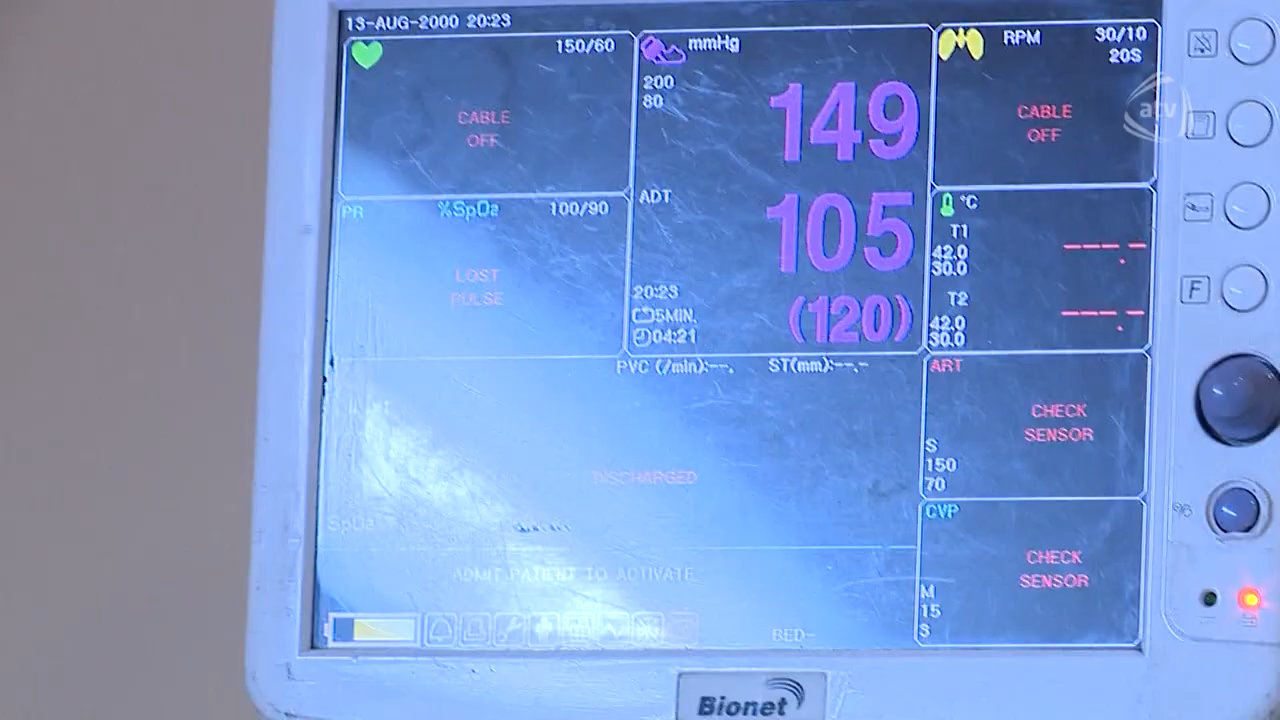 13-AUG-2000 20:23
150/60
CABLE
OFF
mmHg
200
80
149
ADT
105
20:23
5MIN.
04:21
(120)
RPM
30/10
20S
CABLE
OFF
atv
PR
%SpO2
100/90
LOST
PULSE
°C
T1
42.0
30.0
---.-
T2
42.0
30.0
---.-
PVC (/min):--.
ST(mm):--.-
DISCHARGED
SpO2
ADMIT PATIENT TO ACTIVATE
BED-
ART
CHECK
SENSOR
S
150
70
CVP
CHECK
SENSOR
M
15
S
F
Bionet